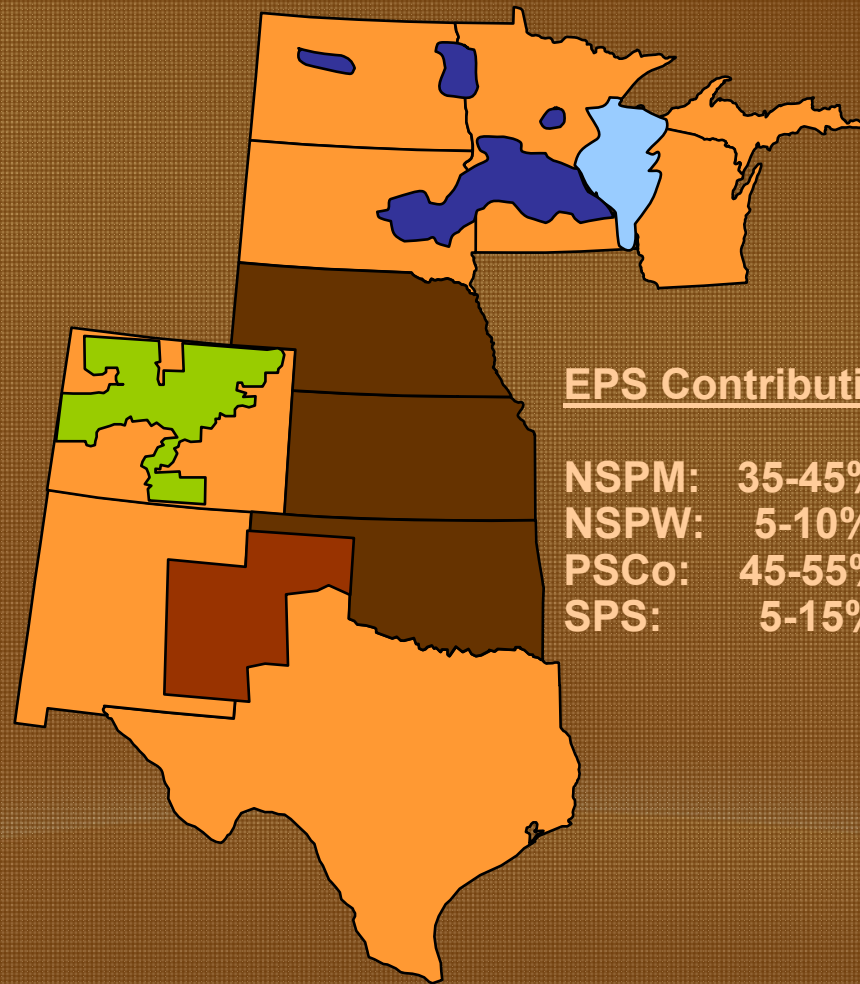 EPS Contributi
NSPM: 35-45%
NSPW: 5-10%
PSCo: 45-55%
SPS: 5-15%